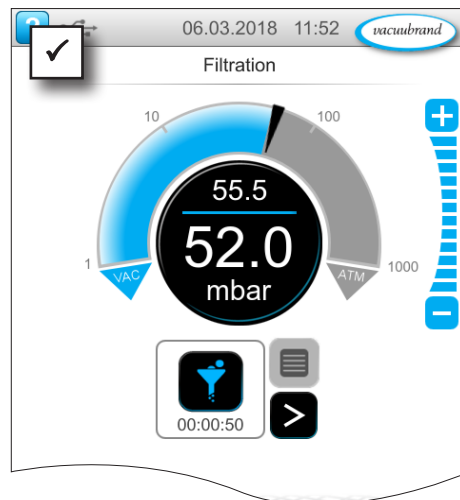 ?
06.03.2018 11:52
vacuubrand
Filtration
10
100
1
1000
VAC
ATM
55.5
52.0
mbar
00:00:50